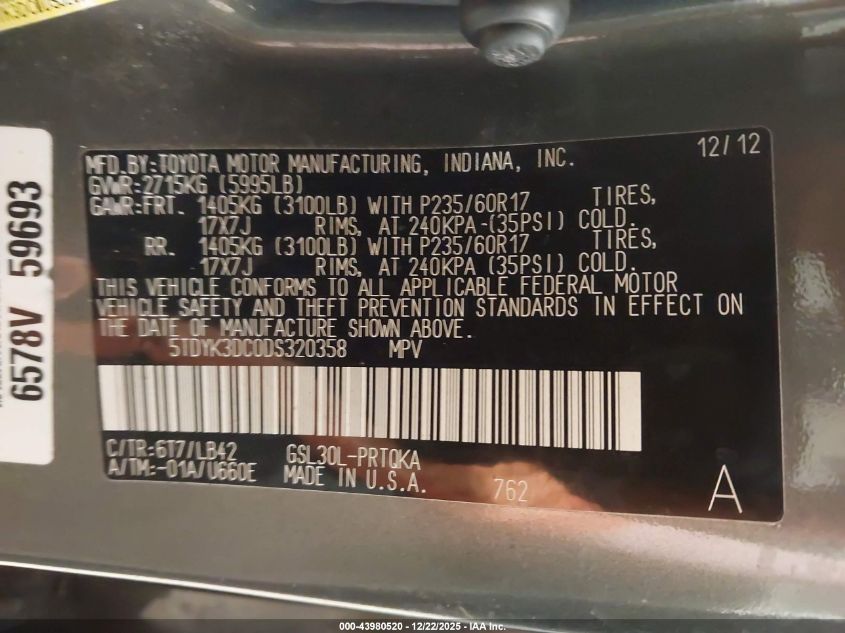 MFD.BY:TOYOTA MOTOR MANUFACTURING, INDIANA, INC. 12/12
GVWR:2715KG (5995LB)
GAWR:FRT. 1405KG (3100LB) WITH P235/60R17 TIRES,
17X7J RIMS, AT 240KPA-(35PSI) COLD.
RR. 1405KG (3100LB) WITH P235/60R17 TIRES,
17X7J RIMS, AT 240KPA (35PSI) COLD.
THIS VEHICLE CONFORMS TO ALL APPLICABLE FEDERAL MOTOR
VEHICLE SAFETY AND THEFT PREVENTION STANDARDS IN EFFECT ON
THE DATE OF MANUFACTURE SHOWN ABOVE.
5TDYK3DC0DS320358 MPV
C/TR:6T7/LB42 GSL30L-PRTQKA
A/TM:-01A/U660E MADE IN U.S.A. 762 A
6578V 59693
000-43980520 - 12/22/2025 - IAA Inc.